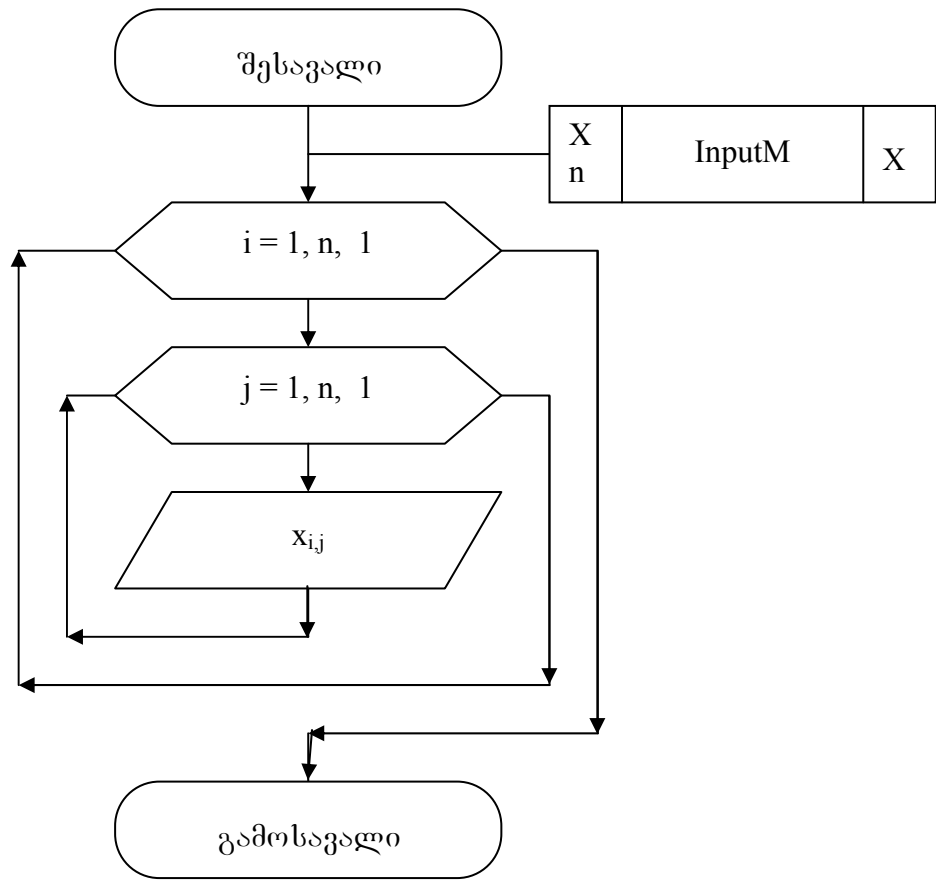 შესავალი
X
n
InputM
X
i = 1, n, 1
j = 1, n, 1
xi,j
გამოსავალი